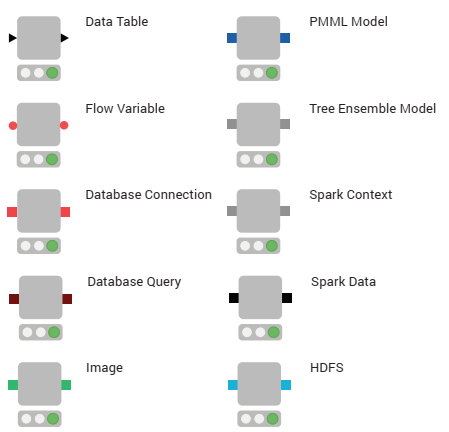 Data Table
PMML Model
Flow Variable
Tree Ensemble Model
Database Connection
Spark Context
Database Query
Spark Data
Image
HDFS